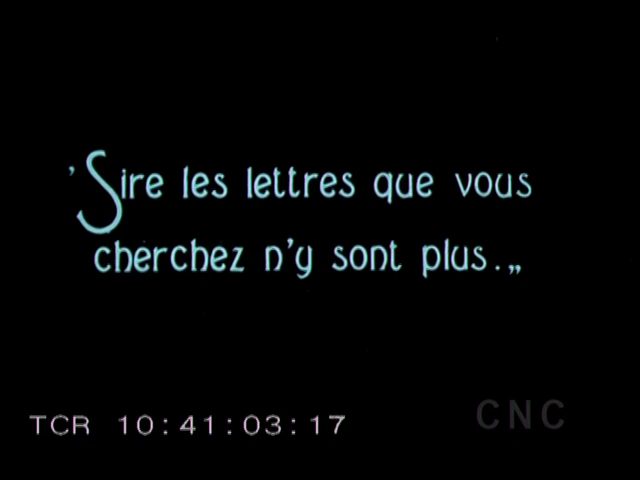 'Sire les lettres que vous
cherchez n'y sont plus.„
TCR 10:41:03:17
CNC